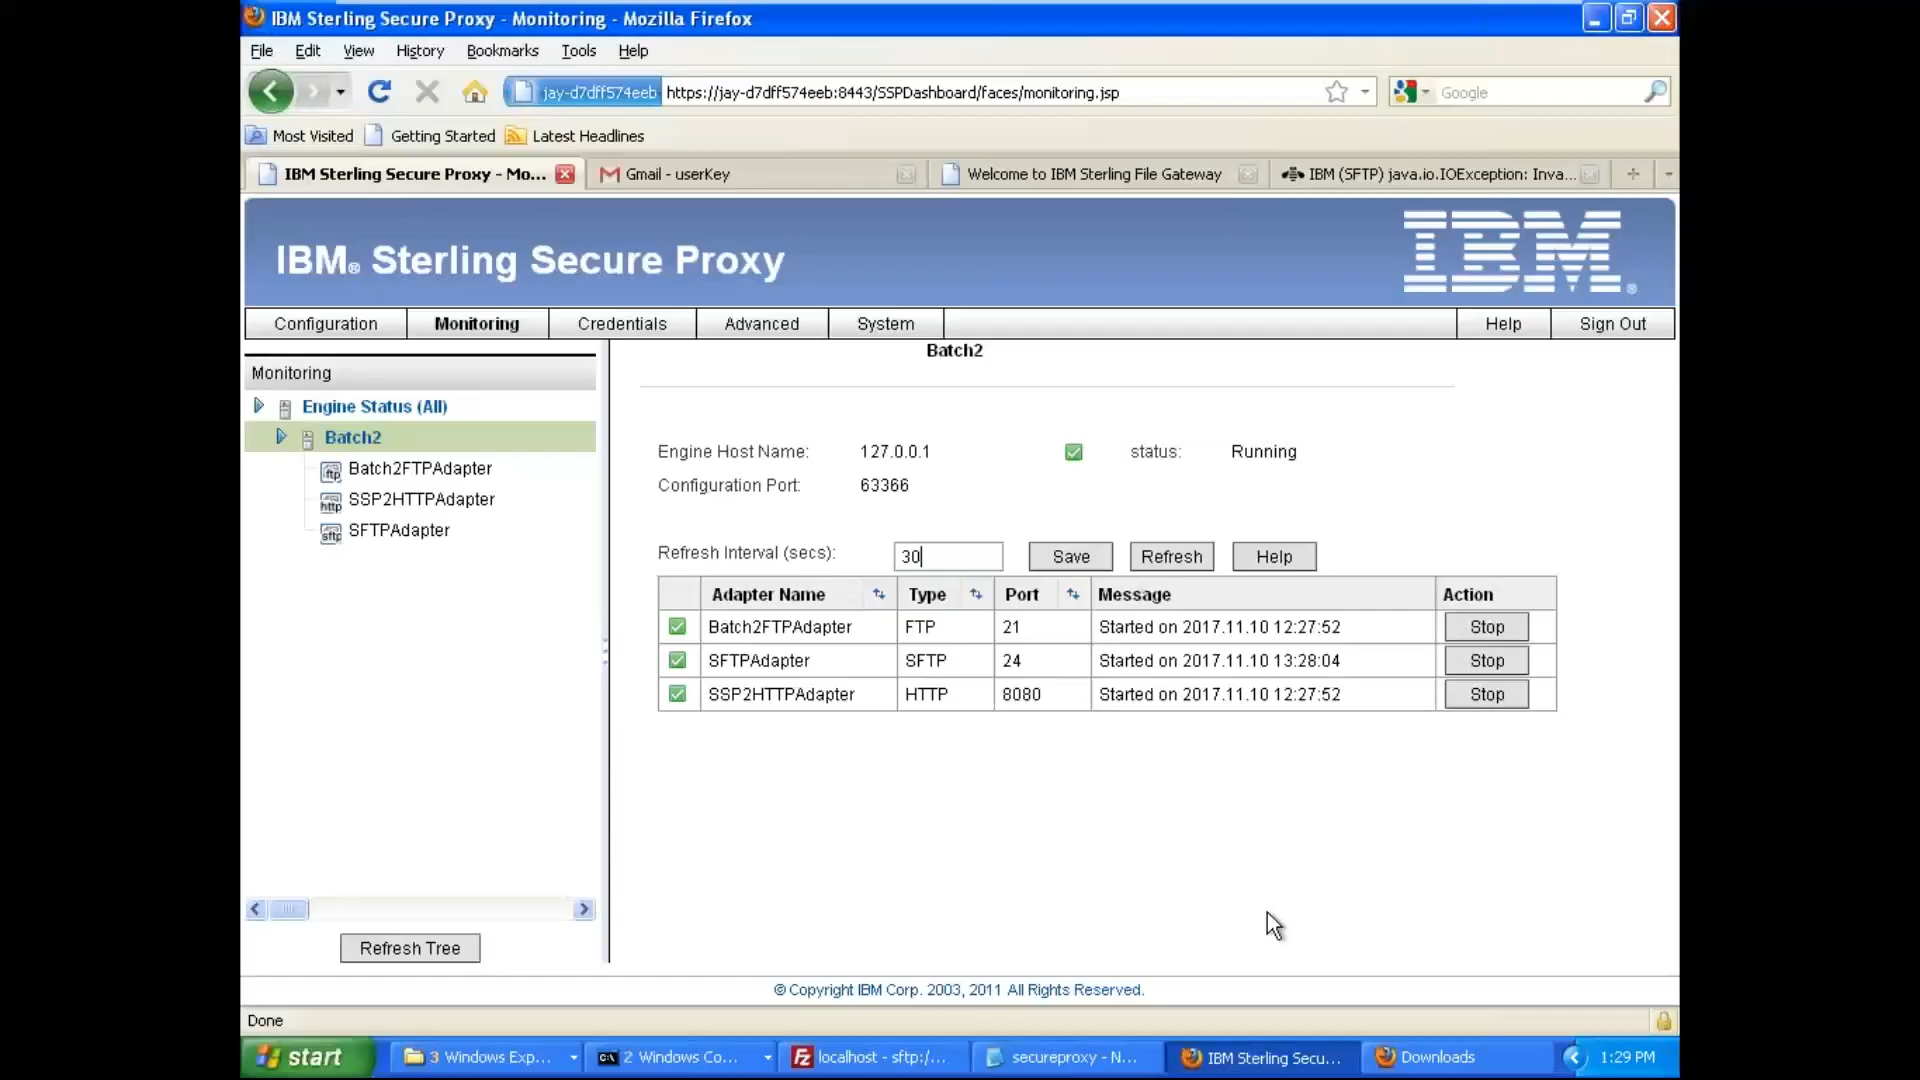 IBM Sterling Secure Proxy - Monitoring - Mozilla Firefox
File Edit View History Bookmarks Tools Help
jay-d7dff574eeb https://jay-d7dff574eeb:8443/SSPDashboard/faces/monitoring.jsp Google
Most Visited Getting Started Latest Headlines
IBM Sterling Secure Proxy - Mo... Gmail - userKey Welcome to IBM Sterling File Gateway IBM (SFTP) java.io.IOException: Inva...
IBM® Sterling Secure Proxy IBM®
Configuration Monitoring Credentials Advanced System Help Sign Out
Batch2
Monitoring
Engine Status (All)
Batch2
ftp Batch2FTPAdapter
http SSP2HTTPAdapter
sftp SFTPAdapter
Refresh Tree
Engine Host Name: 127.0.0.1 status: Running
Configuration Port: 63366
Refresh Interval (secs): 30 Save Refresh Help
Adapter Name Type Port Message Action
Batch2FTPAdapter FTP 21 Started on 2017.11.10 12:27:52 Stop
SFTPAdapter SFTP 24 Started on 2017.11.10 13:28:04 Stop
SSP2HTTPAdapter HTTP 8080 Started on 2017.11.10 12:27:52 Stop
© Copyright IBM Corp. 2003, 2011 All Rights Reserved.
Done
start 3 Windows Exp... 2 Windows Co... localhost - sftp:/... secureproxy - N... IBM Sterling Secu... Downloads 1:29 PM